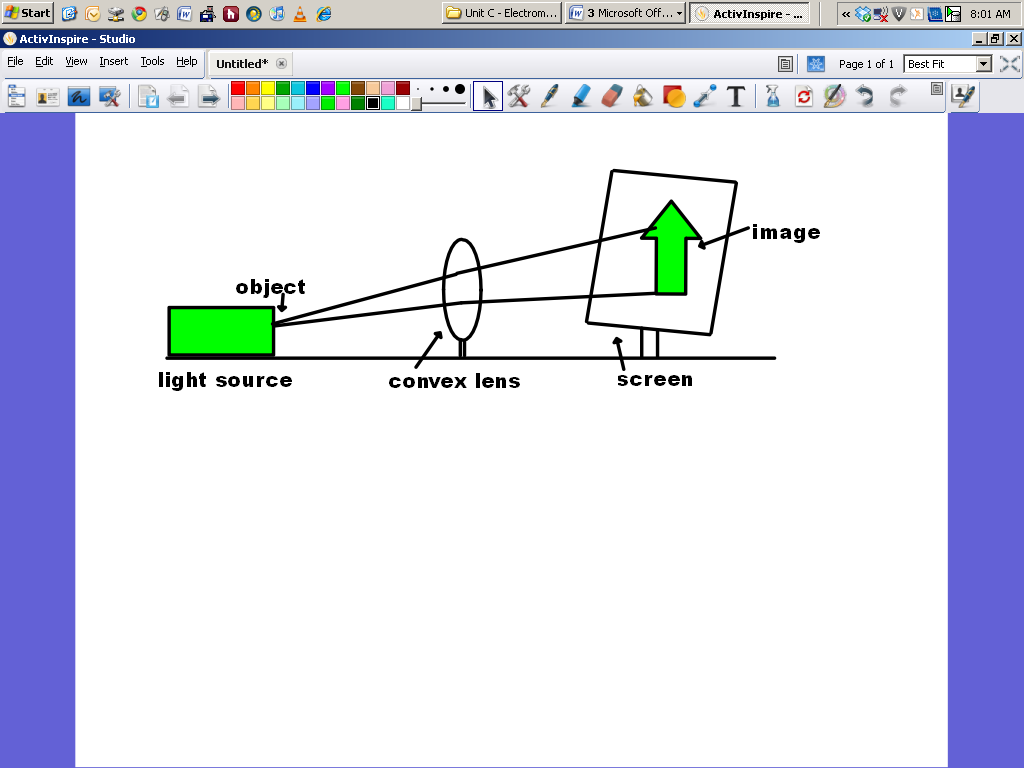 Start
Unit C - Electrom...
3 Microsoft Off...
ActivInspire - ...
«
8:01 AM
ActivInspire - Studio
File Edit View Insert Tools Help
Untitled*
Page 1 of 1
Best Fit
T
image
object
light source
convex lens
screen